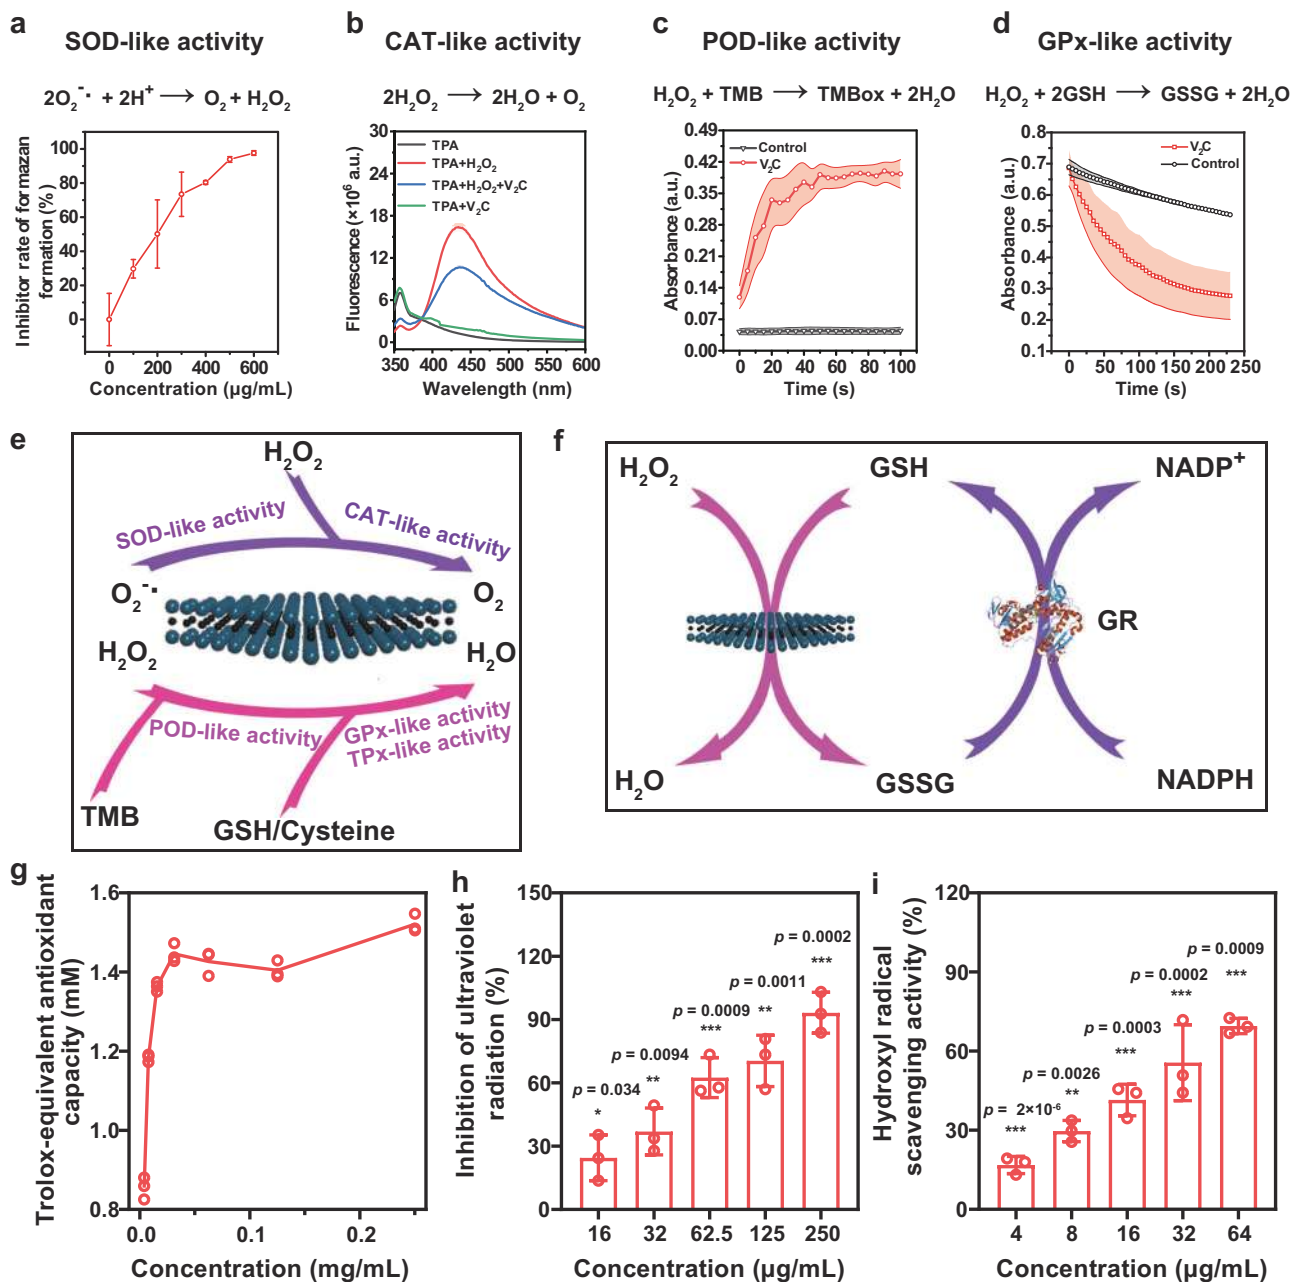 a
SOD-like activity
2O₂⁻· + 2H⁺ → O₂ + H₂O₂
Inhibitor rate of formazan
formation (%)
100
80
60
40
20
0
0 200 400 600
Concentration (µg/mL)
b
CAT-like activity
2H₂O₂ → 2H₂O + O₂
Fluorescence (×10⁶ a.u.)
30
24
18
12
6
0
TPA
TPA+H₂O₂
TPA+H₂O₂+V₂C
TPA+V₂C
350 400 450 500 550 600
Wavelength (nm)
c
POD-like activity
H₂O₂ + TMB → TMBox + 2H₂O
Absorbance (a.u.)
0.49
0.42
0.35
0.28
0.21
0.14
0.07
0.00
Control
V₂C
0 20 40 60 80 100
Time (s)
d
GPx-like activity
H₂O₂ + 2GSH → GSSG + 2H₂O
Absorbance (a.u.)
0.8
0.7
0.6
0.5
0.4
0.3
0.2
0.1
V₂C
Control
0 50 100 150 200 250
Time (s)
e
H₂O₂
SOD-like activity
CAT-like activity
O₂⁻·
O₂
H₂O₂
H₂O
POD-like activity
GPx-like activity
TPx-like activity
TMB
GSH/Cysteine
f
H₂O₂
GSH
NADP⁺
GR
H₂O
GSSG
NADPH
g
Trolox-equivalent antioxidant
capacity (mM)
1.6
1.4
1.2
1.0
0.8
0.0 0.1 0.2
Concentration (mg/mL)
h
Inhibition of ultraviolet
radiation (%)
150
120
90
60
30
0
p = 0.034
*
p = 0.0094
**
p = 0.0009
***
p = 0.0011
**
p = 0.0002
***
16 32 62.5 125 250
Concentration (µg/mL)
i
Hydroxyl radical
scavenging activity (%)
120
90
60
30
0
p = 2×10⁻⁶
***
p = 0.0026
**
p = 0.0003
***
p = 0.0002
***
p = 0.0009
***
4 8 16 32 64
Concentration (µg/mL)